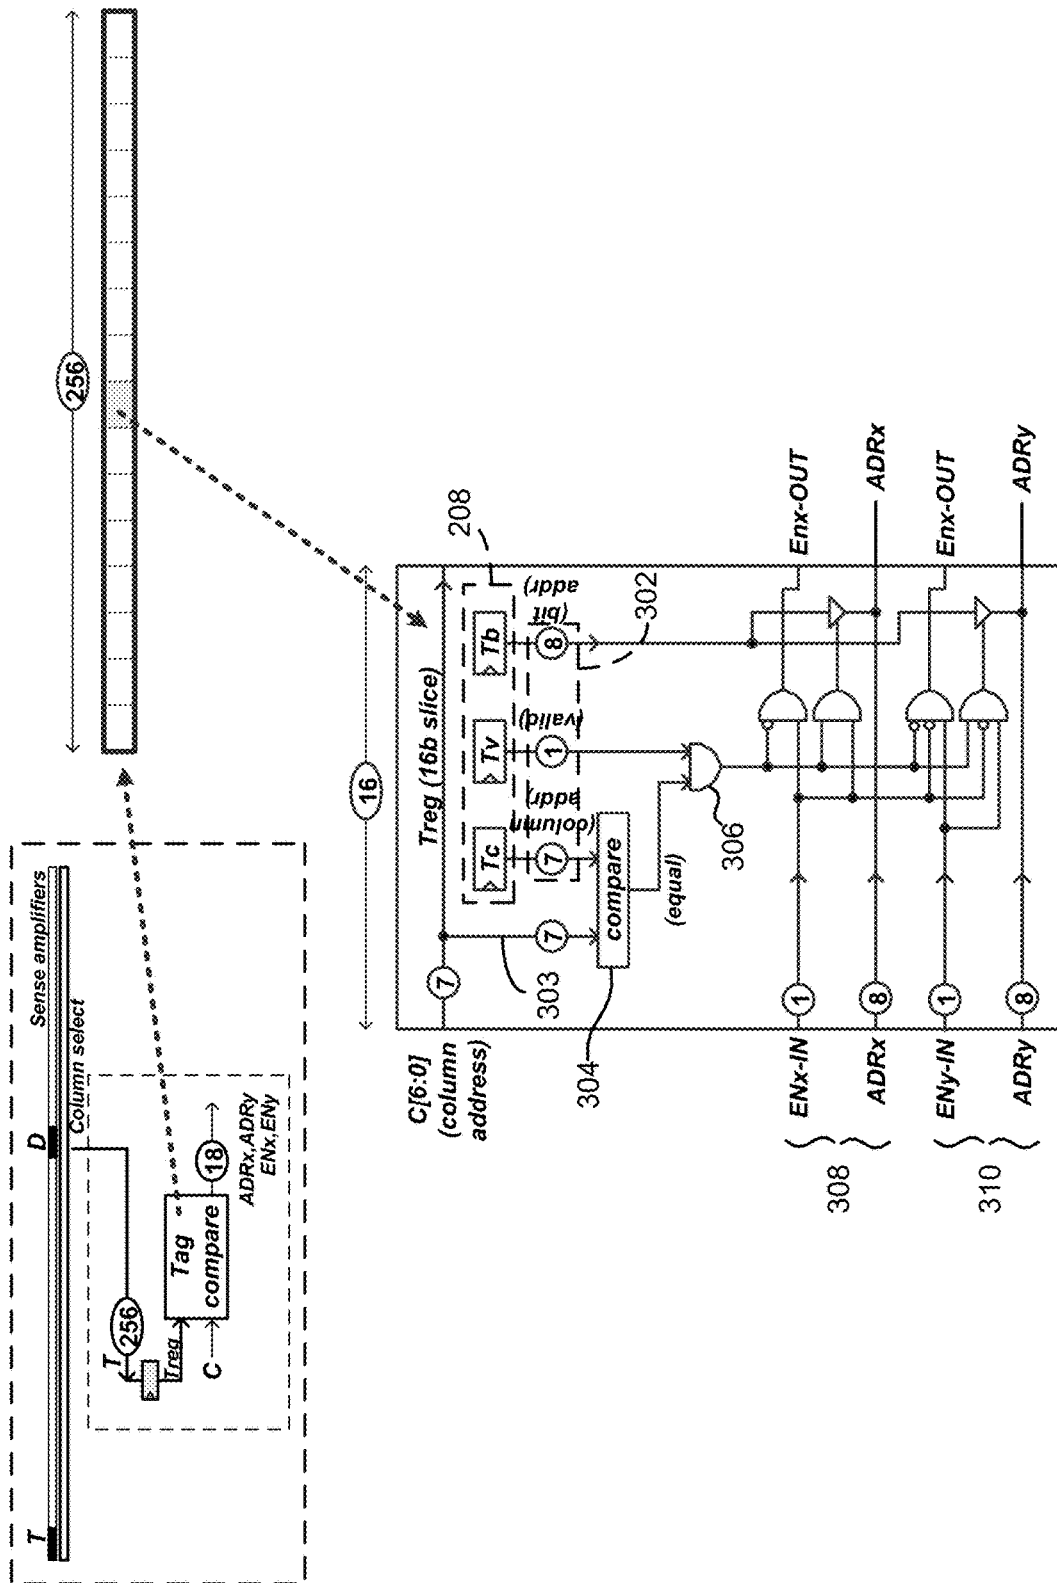 T
D
Sense amplifiers
Column select
256
T
Treg
C
Tag
compare
18
ADRx,ADRy
ENx,ENy
256
16
Treg (16b slice)
208
Tc
Tv
Tb
7
1
8
(column
addr)
(valid)
(bit
addr)
302
7
7
303
compare
304
(equal)
306
C[6:0]
(column
address)
ENx-IN
1
Enx-OUT
ADRx
8
ADRx
308
ENy-IN
1
Enx-OUT
ADRy
8
ADRy
310